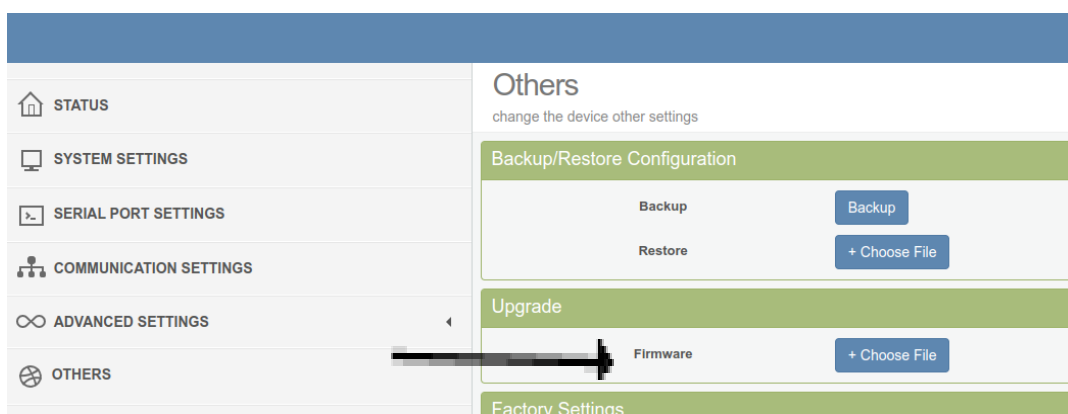 STATUS
SYSTEM SETTINGS
SERIAL PORT SETTINGS
COMMUNICATION SETTINGS
ADVANCED SETTINGS
OTHERS
Others
change the device other settings
Backup/Restore Configuration
Backup Backup
Restore + Choose File
Upgrade
Firmware + Choose File
Factory Settings